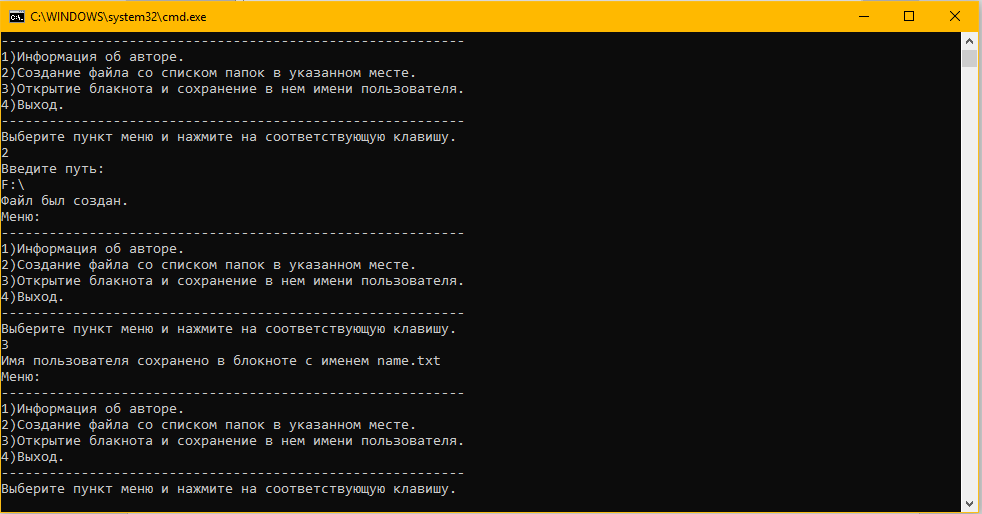 C:\WINDOWS\system32\cmd.exe
----------------------------------------------------------
1)Информация об авторе.
2)Создание файла со списком папок в указанном месте.
3)Открытие блакнота и сохранение в нем имени пользователя.
4)Выход.
----------------------------------------------------------
Выберите пункт меню и нажмите на соответствующую клавишу.
2
Введите путь:
F:\
Файл был создан.
Меню:
----------------------------------------------------------
1)Информация об авторе.
2)Создание файла со списком папок в указанном месте.
3)Открытие блакнота и сохранение в нем имени пользователя.
4)Выход.
----------------------------------------------------------
Выберите пункт меню и нажмите на соответствующую клавишу.
3
Имя пользователя сохранено в блокноте с именем name.txt
Меню:
----------------------------------------------------------
1)Информация об авторе.
2)Создание файла со списком папок в указанном месте.
3)Открытие блакнота и сохранение в нем имени пользователя.
4)Выход.
----------------------------------------------------------
Выберите пункт меню и нажмите на соответствующую клавишу.